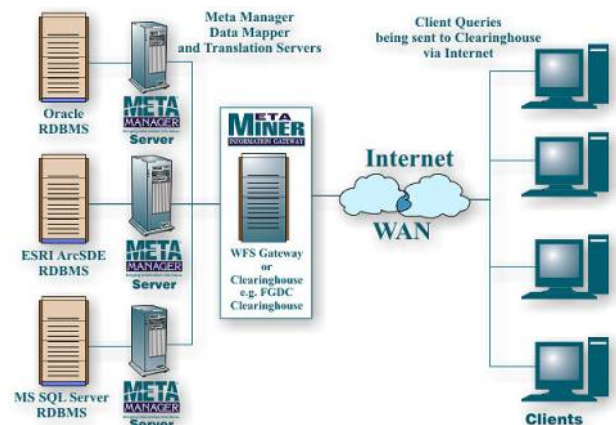 Meta Manager
Data Mapper
and Translation Servers
Client Queries
being sent to Clearinghouse
via Internet
Oracle
RDBMS
META
MANAGER
Server
META
MINER
INFORMATION GATEWAY
Internet
WAN
ESRI ArcSDE
RDBMS
META
MANAGER
Server
WFS Gateway
or
Clearinghouse
e.g. FGDC
Clearinghouse
MS SQL Server
RDBMS
META
MANAGER
Server
Clients